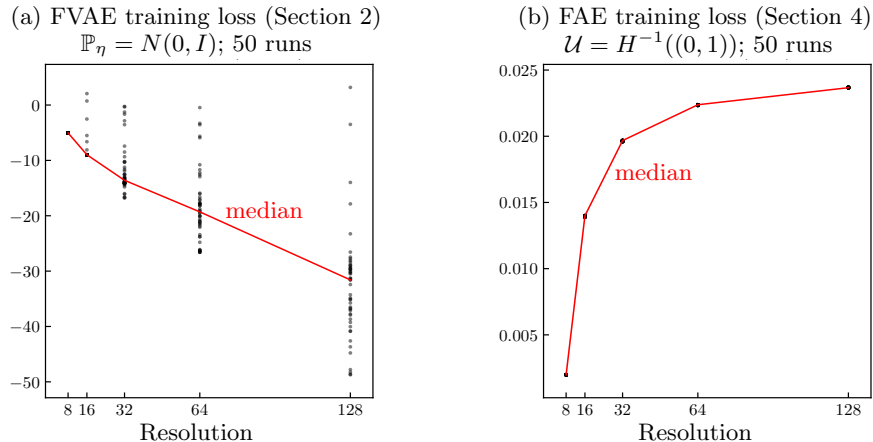 (a) FVAE training loss (Section 2)
ℙ_η = N(0, I); 50 runs
0
−10
−20
−30
−40
−50
median
8 16 32 64 128
Resolution
(b) FAE training loss (Section 4)
𝒰 = H⁻¹((0, 1)); 50 runs
0.025
0.020
0.015
0.010
0.005
median
8 16 32 64 128
Resolution